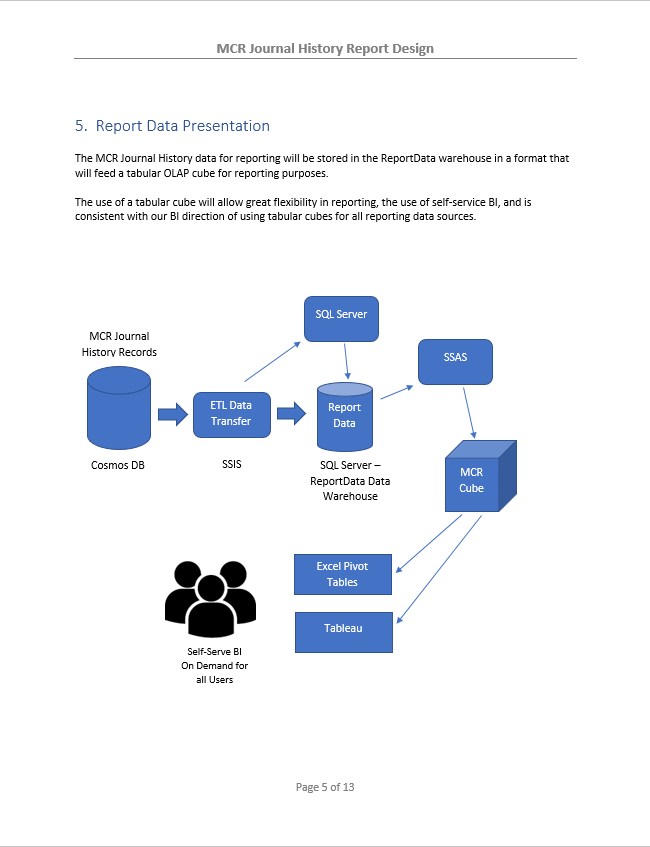 MCR Journal History Report Design
5. Report Data Presentation
The MCR Journal History data for reporting will be stored in the ReportData warehouse in a format that
will feed a tabular OLAP cube for reporting purposes.
The use of a tabular cube will allow great flexibility in reporting, the use of self-service BI, and is
consistent with our BI direction of using tabular cubes for all reporting data sources.
SQL Server
MCR Journal
History Records
SSAS
ETL Data
Transfer
Report
Data
Cosmos DB
SSIS
SQL Server –
ReportData Data
Warehouse
MCR
Cube
Excel Pivot
Tables
Tableau
Self-Serve BI
On Demand for
all Users
Page 5 of 13